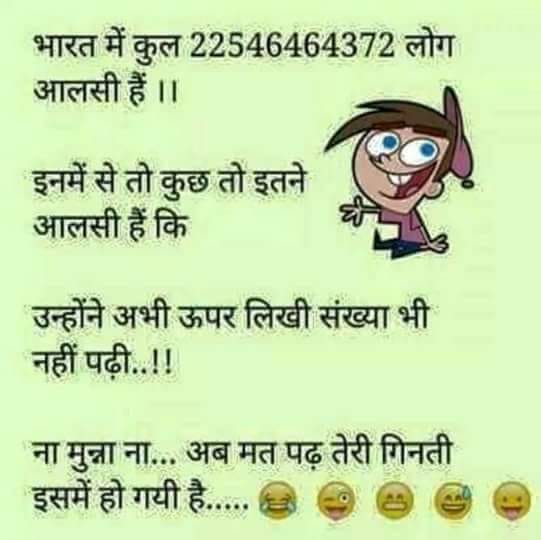 भारत में कुल 22546464372 लोग
आलसी हैं ।।
इनमें से तो कुछ तो इतने
आलसी हैं कि
उन्होंने अभी ऊपर लिखी संख्या भी
नहीं पढ़ी..!!
ना मुन्ना ना... अब मत पढ़ तेरी गिनती
इसमें हो गयी है..... 😂 😜 😁 😅 😛